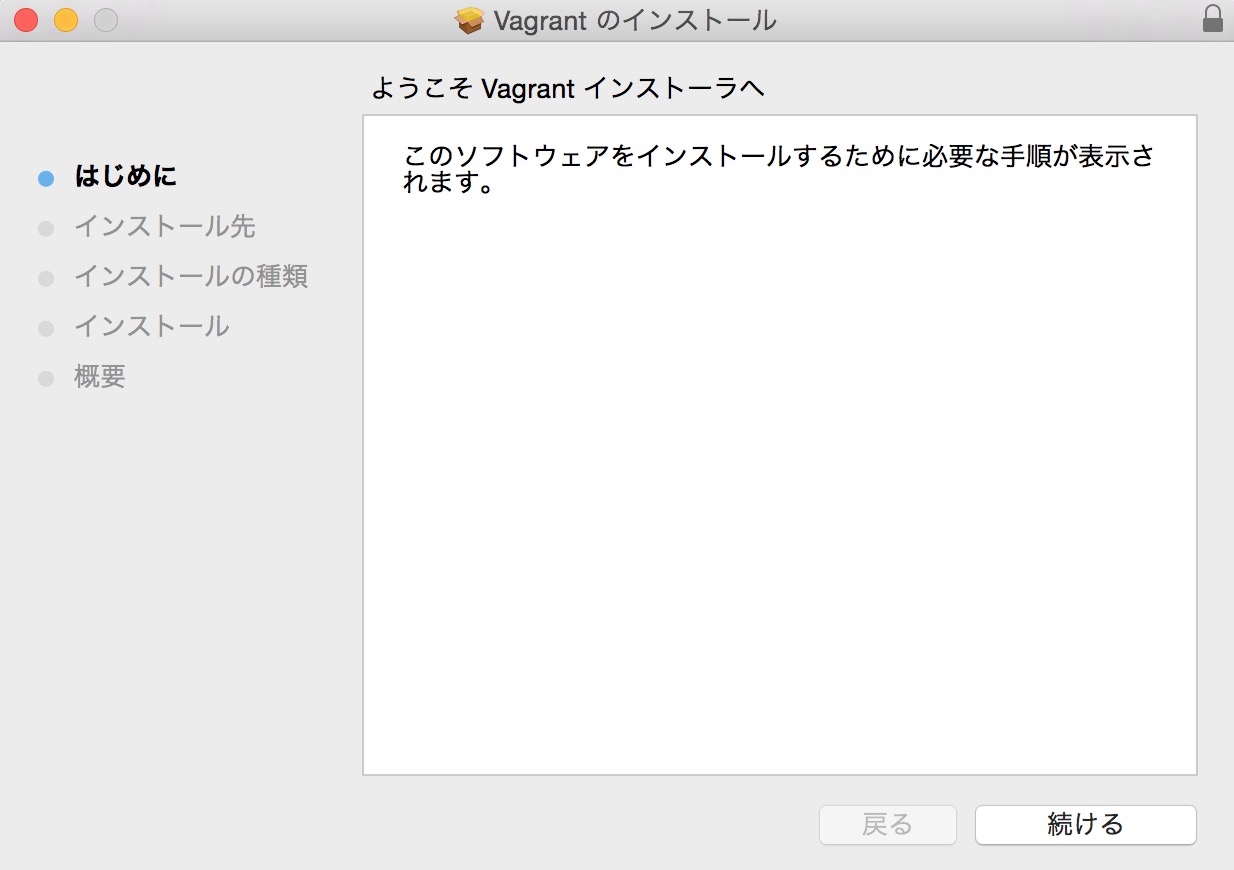 Vagrant のインストール
ようこそ Vagrant インストーラへ
はじめに
インストール先
インストールの種類
インストール
概要
このソフトウェアをインストールするために必要な手順が表示さ
れます。
戻る
続ける